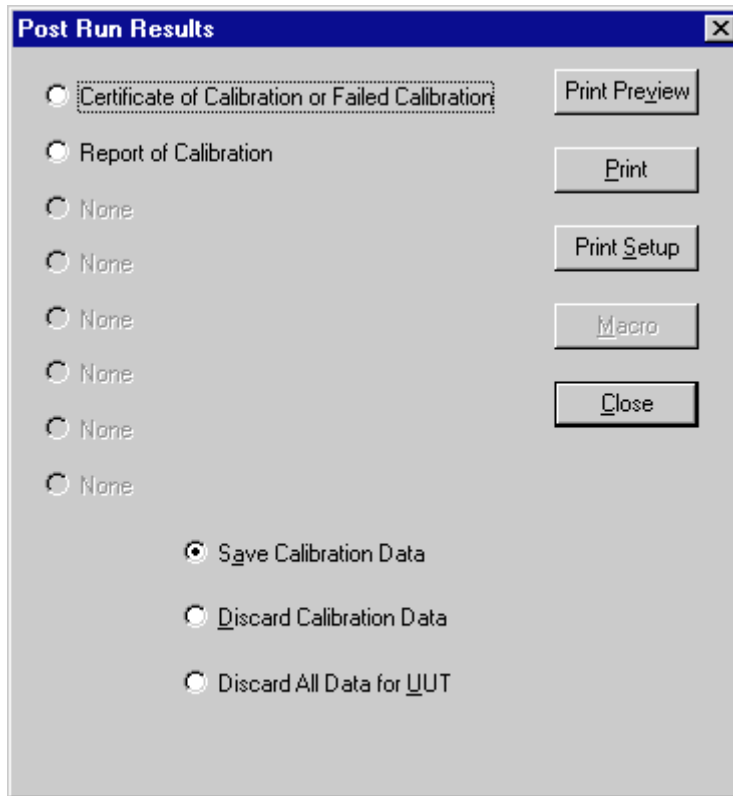 Post Run Results
Certificate of Calibration or Failed Calibration
Report of Calibration
None
None
None
None
None
None
Print Preview
Print
Print Setup
Macro
Close
Save Calibration Data
Discard Calibration Data
Discard All Data for UUT